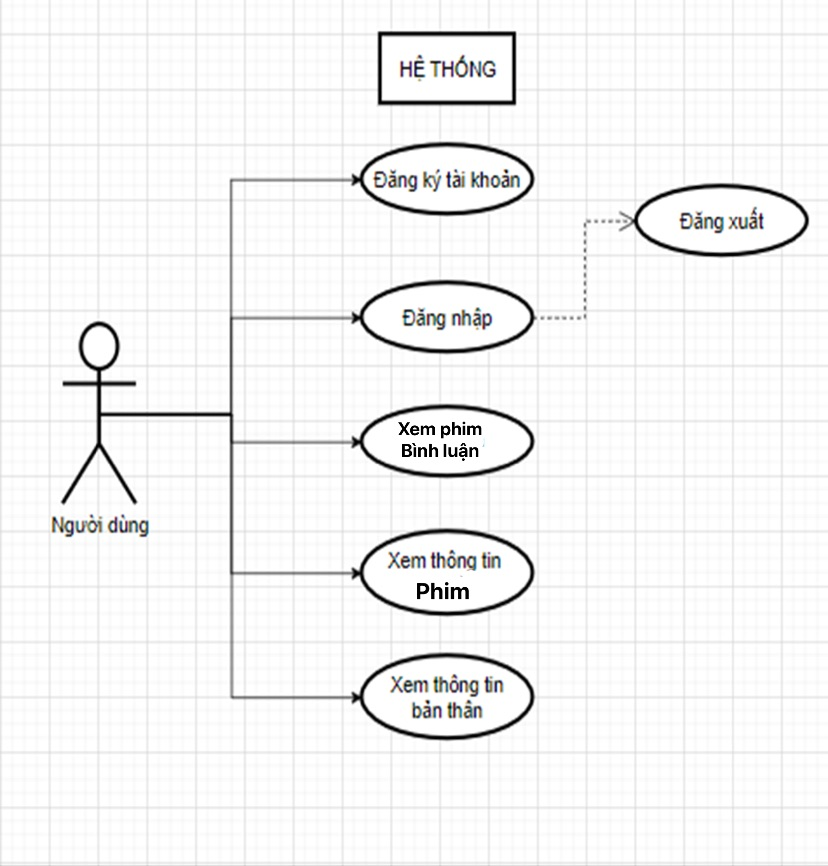 HỆ THỐNG
Đăng ký tài khoản
Đăng xuất
Đăng nhập
Xem phim
Bình luận
Người dùng
Xem thông tin
Phim
Xem thông tin
bản thân